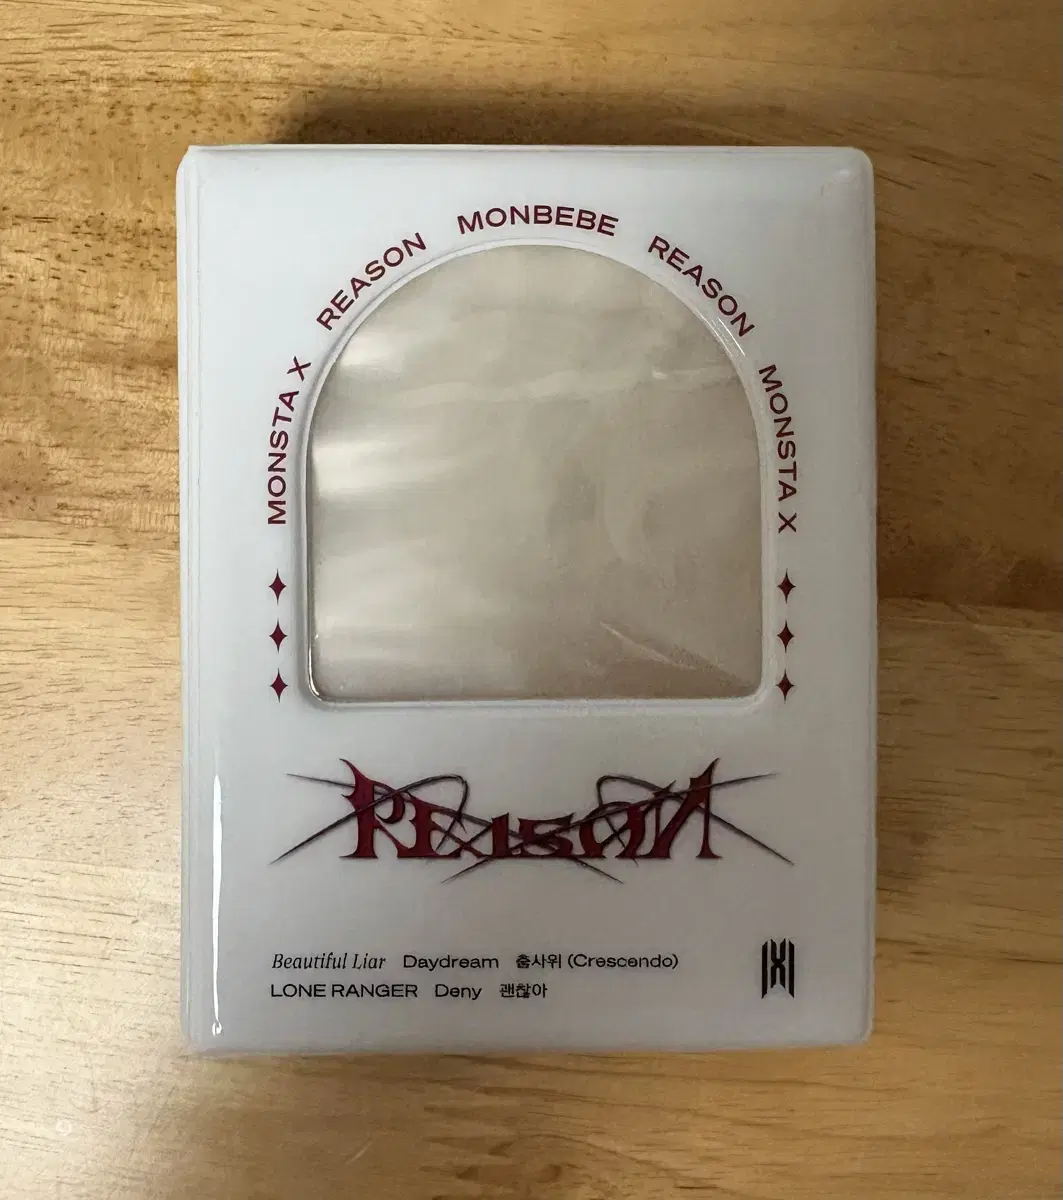 MONSTA X REASON MONBEBE REASON MONSTA X
REASON
Beautiful Liar Daydream 춤사위 (Crescendo)
LONE RANGER Deny 괜찮아